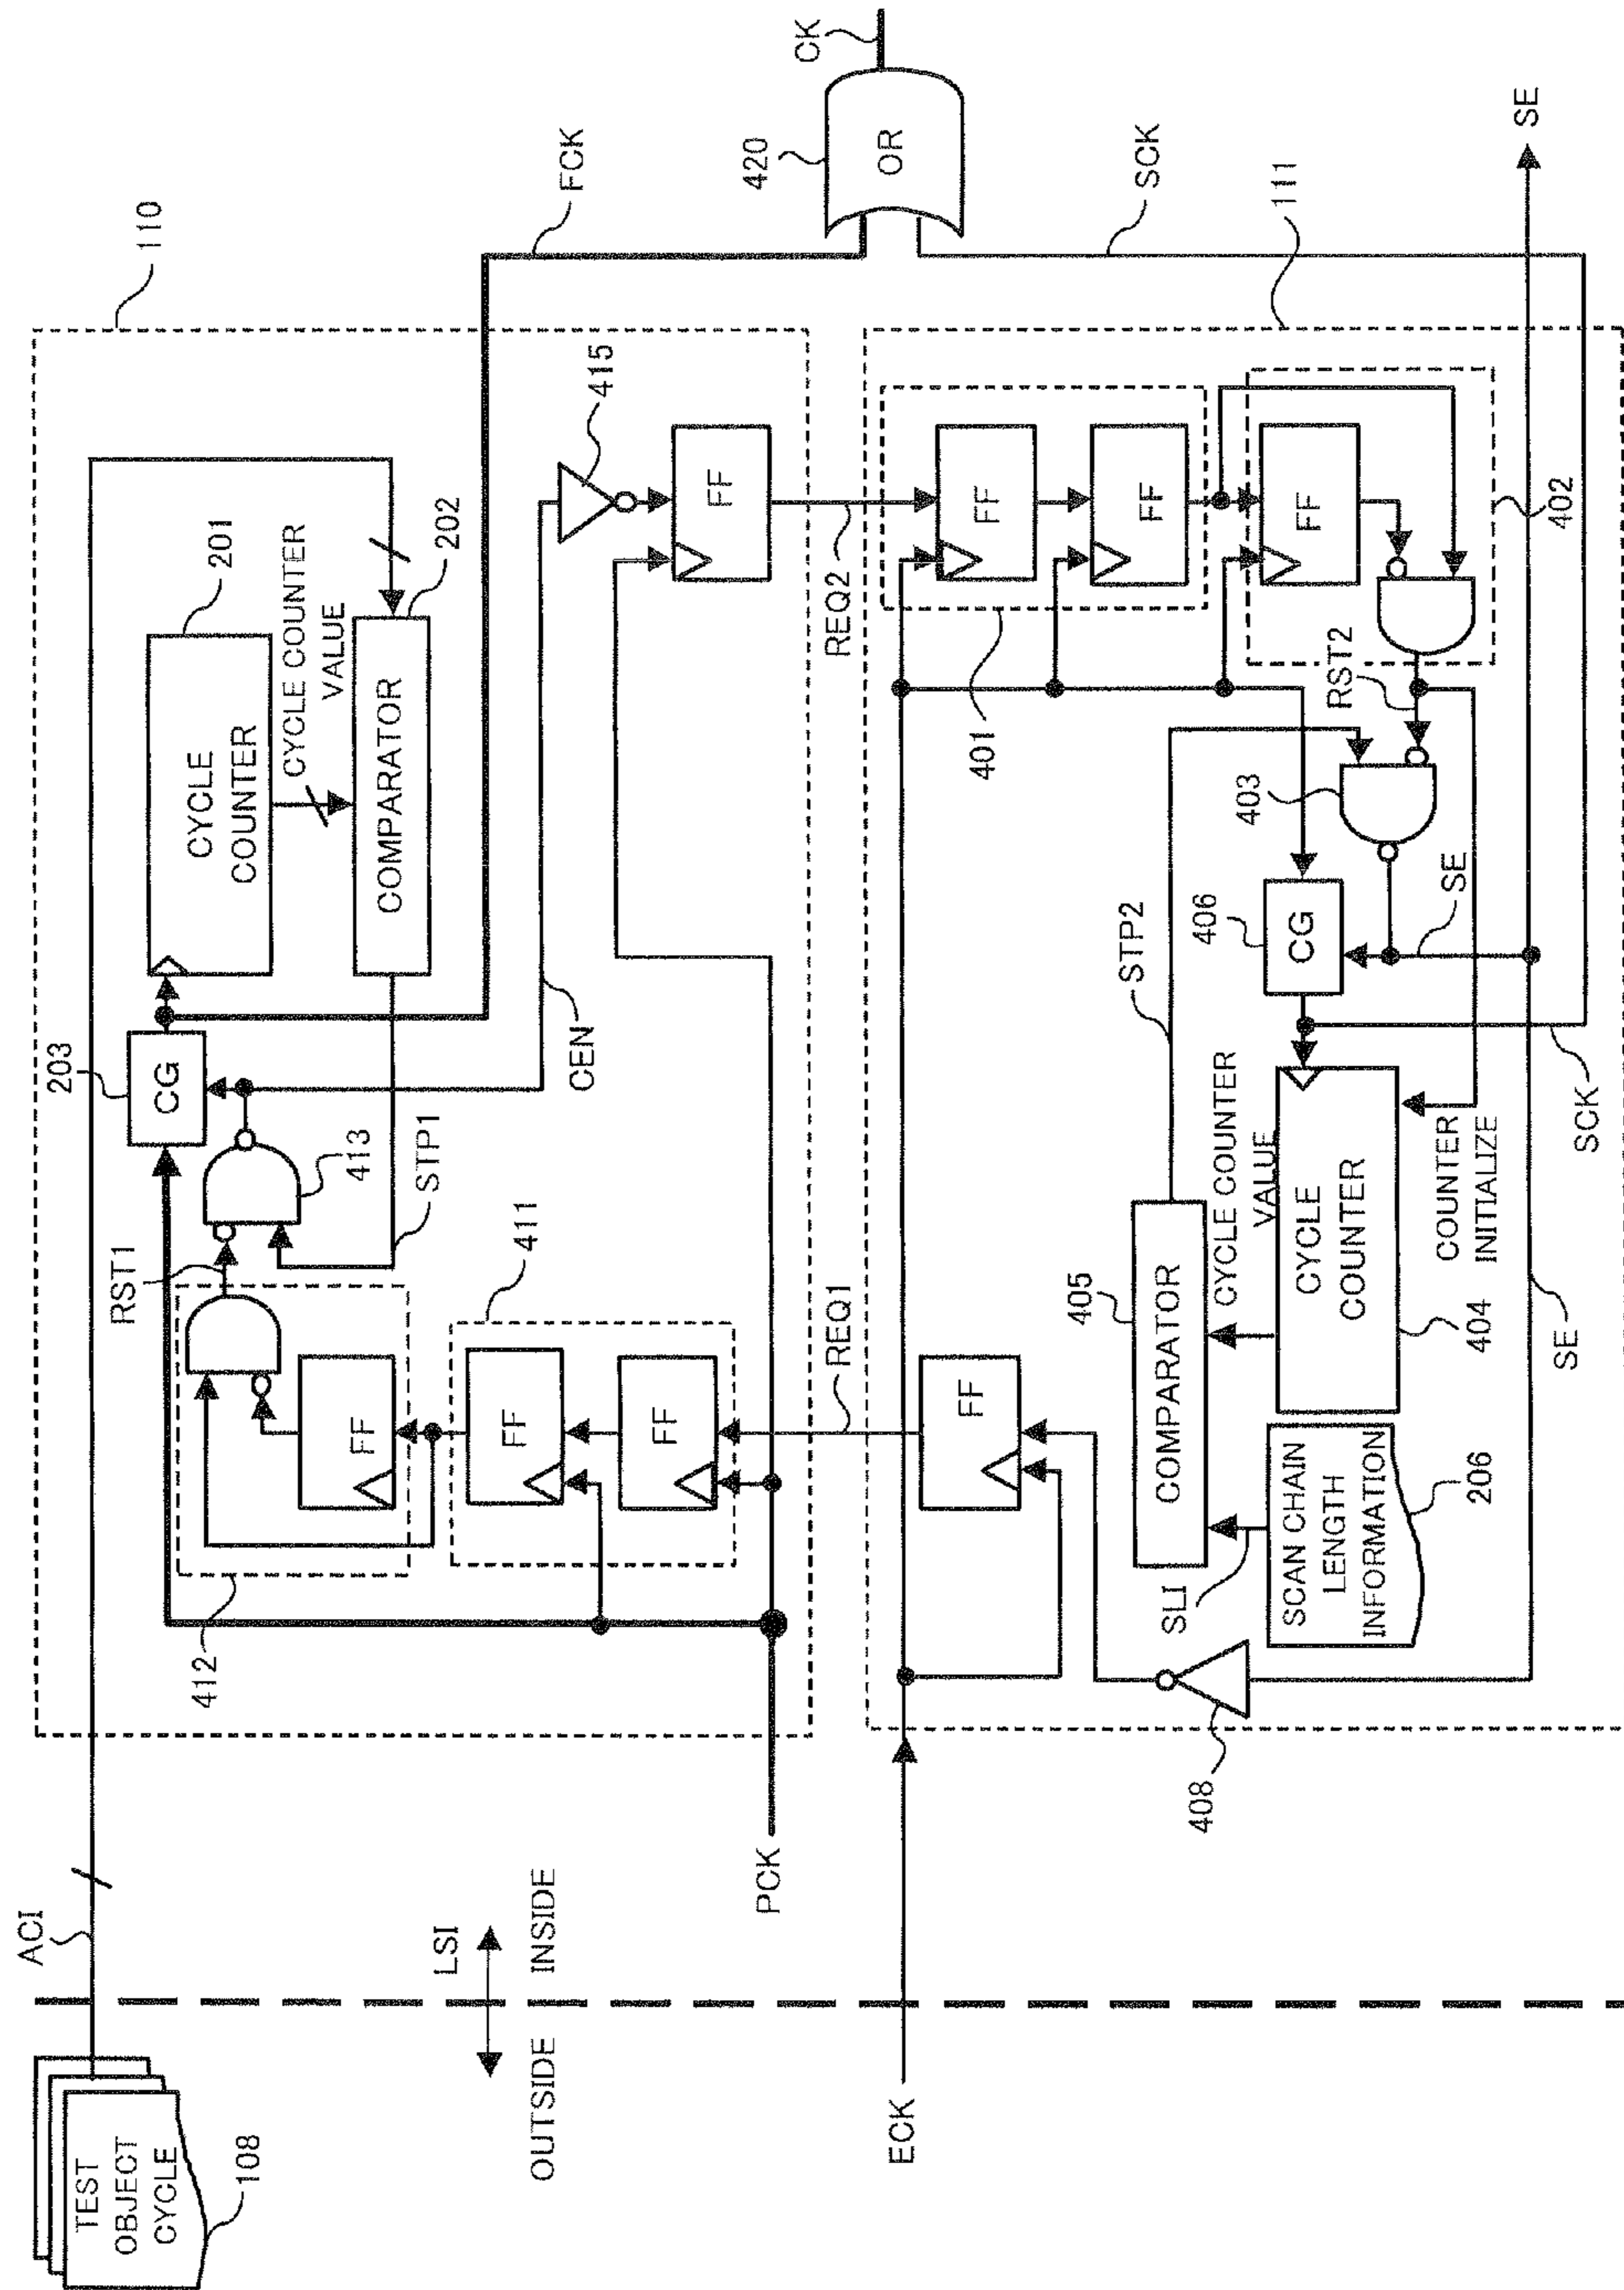 TEST
OBJECT
CYCLE
108
ACI
LSI
OUTSIDE
INSIDE
110
203
CG
201
CYCLE
COUNTER
CYCLE COUNTER
VALUE
202
COMPARATOR
RST1
413
STP1
CEN
FCK
412
FF
411
FF
FF
415
FF
PCK
REQ1
REQ2
420
OR
CK
ECK
111
SCK
FF
401
FF
FF
FF
402
RST2
403
STP2
406
CG
SE
SE
405
COMPARATOR
CYCLE COUNTER
VALUE
CYCLE
COUNTER
404
COUNTER
INITIALIZE
SCK
SLI
SCAN CHAIN
LENGTH
INFORMATION
206
408
SE